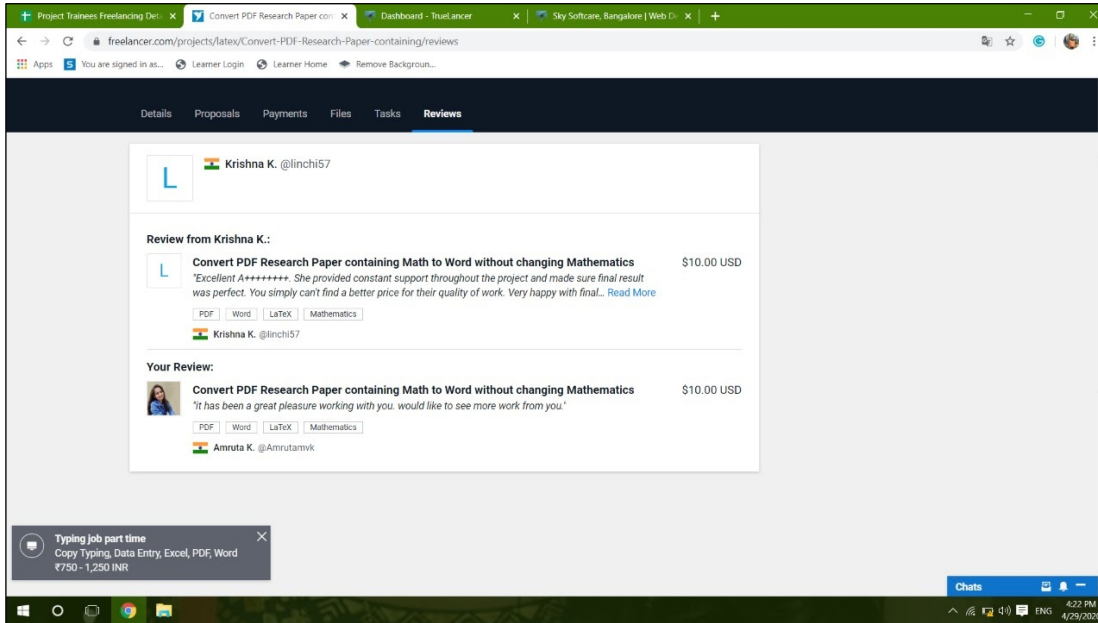 Project Trainees Freelancing Deta
Convert PDF Research Paper con
Dashboard - TrueLancer
Sky Softcare, Bangalore | Web De
freelancer.com/projects/latex/Convert-PDF-Research-Paper-containing/reviews
Apps
You are signed in as...
Learner Login
Learner Home
Remove Backgroun...
Details Proposals Payments Files Tasks Reviews
L
Krishna K. @linchi57
Review from Krishna K.:
L
Convert PDF Research Paper containing Math to Word without changing Mathematics $10.00 USD
"Excellent A++++++++. She provided constant support throughout the project and made sure final result
was perfect. You simply can't find a better price for their quality of work. Very happy with final... Read More
PDF Word LaTeX Mathematics
Krishna K. @linchi57
Your Review:
Convert PDF Research Paper containing Math to Word without changing Mathematics $10.00 USD
"it has been a great pleasure working with you. would like to see more work from you."
PDF Word LaTeX Mathematics
Amruta K. @Amrutamvk
Typing job part time
Copy Typing, Data Entry, Excel, PDF, Word
₹750 - 1,250 INR
Chats
ENG
4:22 PM
4/29/2020